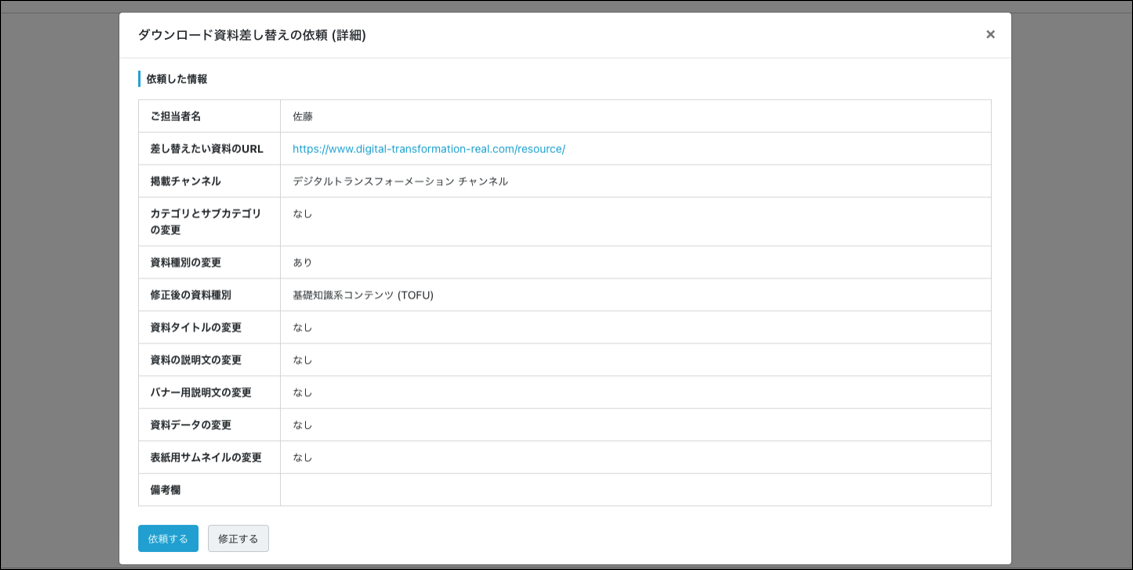 ダウンロード資料差し替えの依頼 (詳細)
×
依頼した情報
ご担当者名 佐藤
差し替えたい資料のURL https://www.digital-transformation-real.com/resource/
掲載チャンネル デジタルトランスフォーメーション チャンネル
カテゴリとサブカテゴリ なし
の変更
資料種別の変更 あり
修正後の資料種別 基礎知識系コンテンツ (TOFU)
資料タイトルの変更 なし
資料の説明文の変更 なし
バナー用説明文の変更 なし
資料データの変更 なし
表紙用サムネイルの変更 なし
備考欄
依頼する 修正する